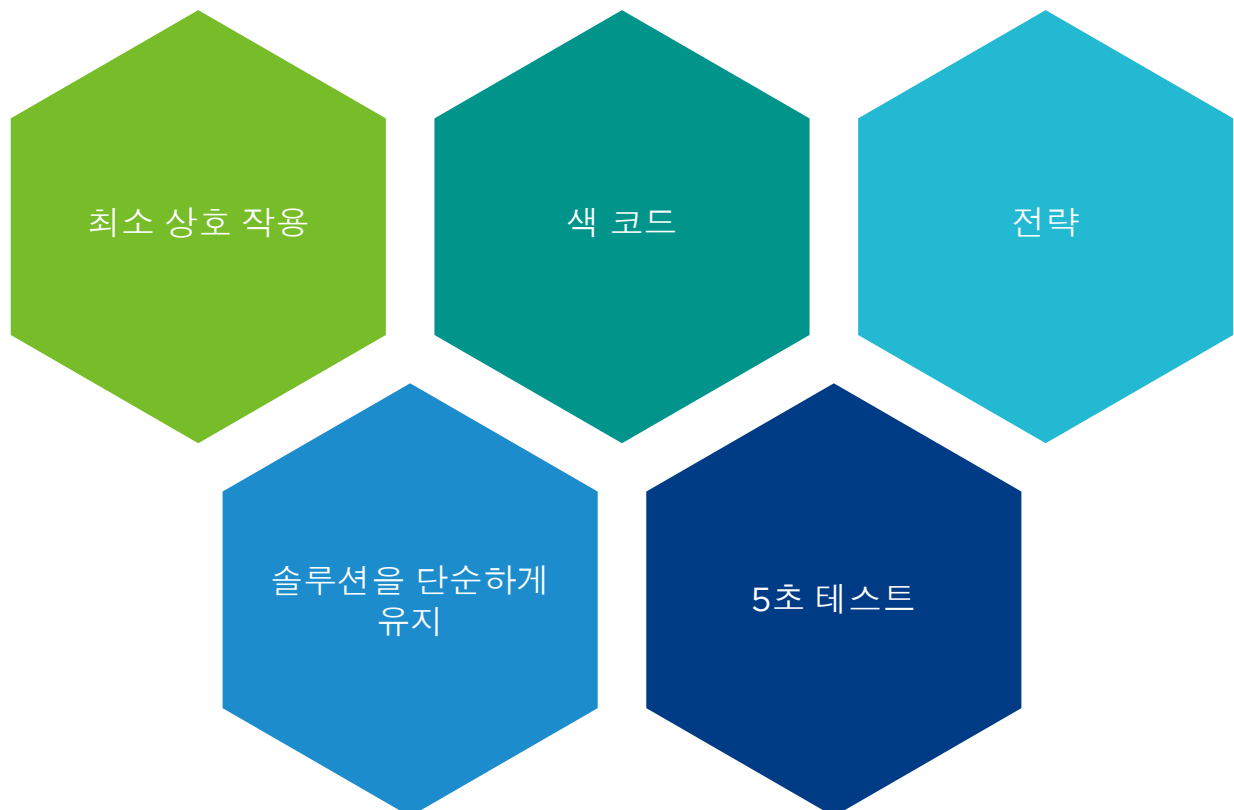 최소 상호 작용
색 코드
전략
솔루션을 단순하게
유지
5초 테스트